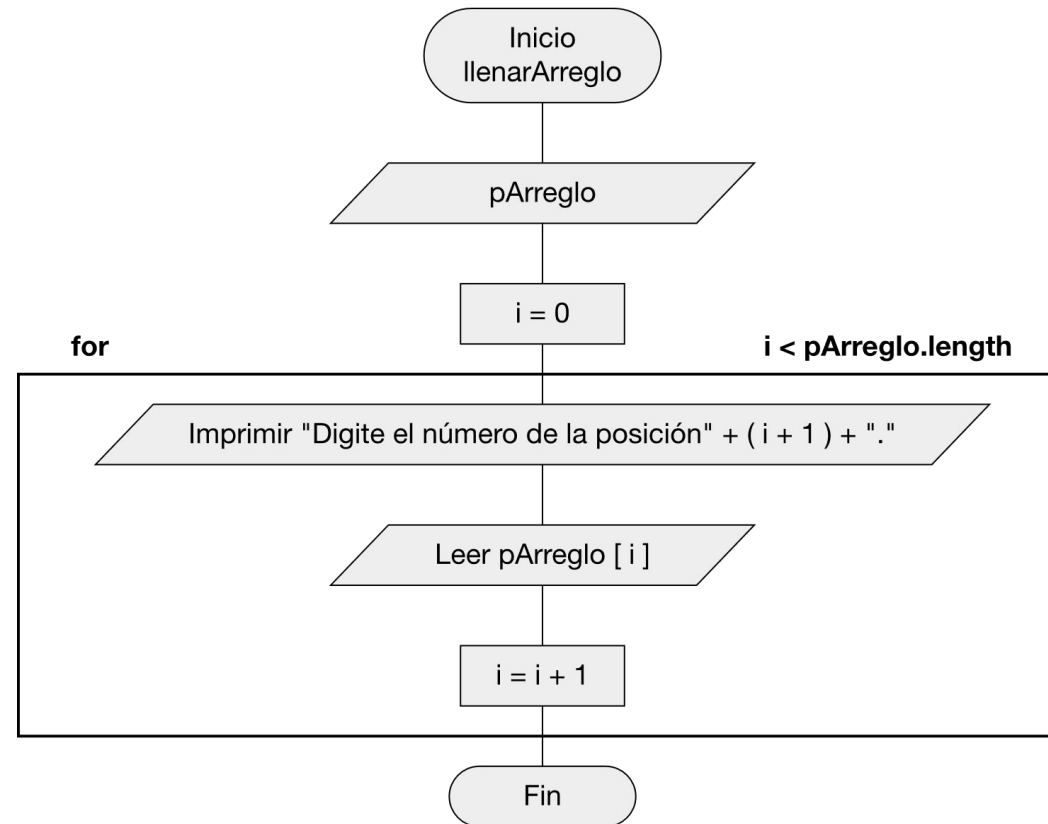 Inicio
llenarArreglo
pArreglo
i = 0
for
i < pArreglo.length
Imprimir "Digite el número de la posición" + ( i + 1 ) + "."
Leer pArreglo [ i ]
i = i + 1
Fin